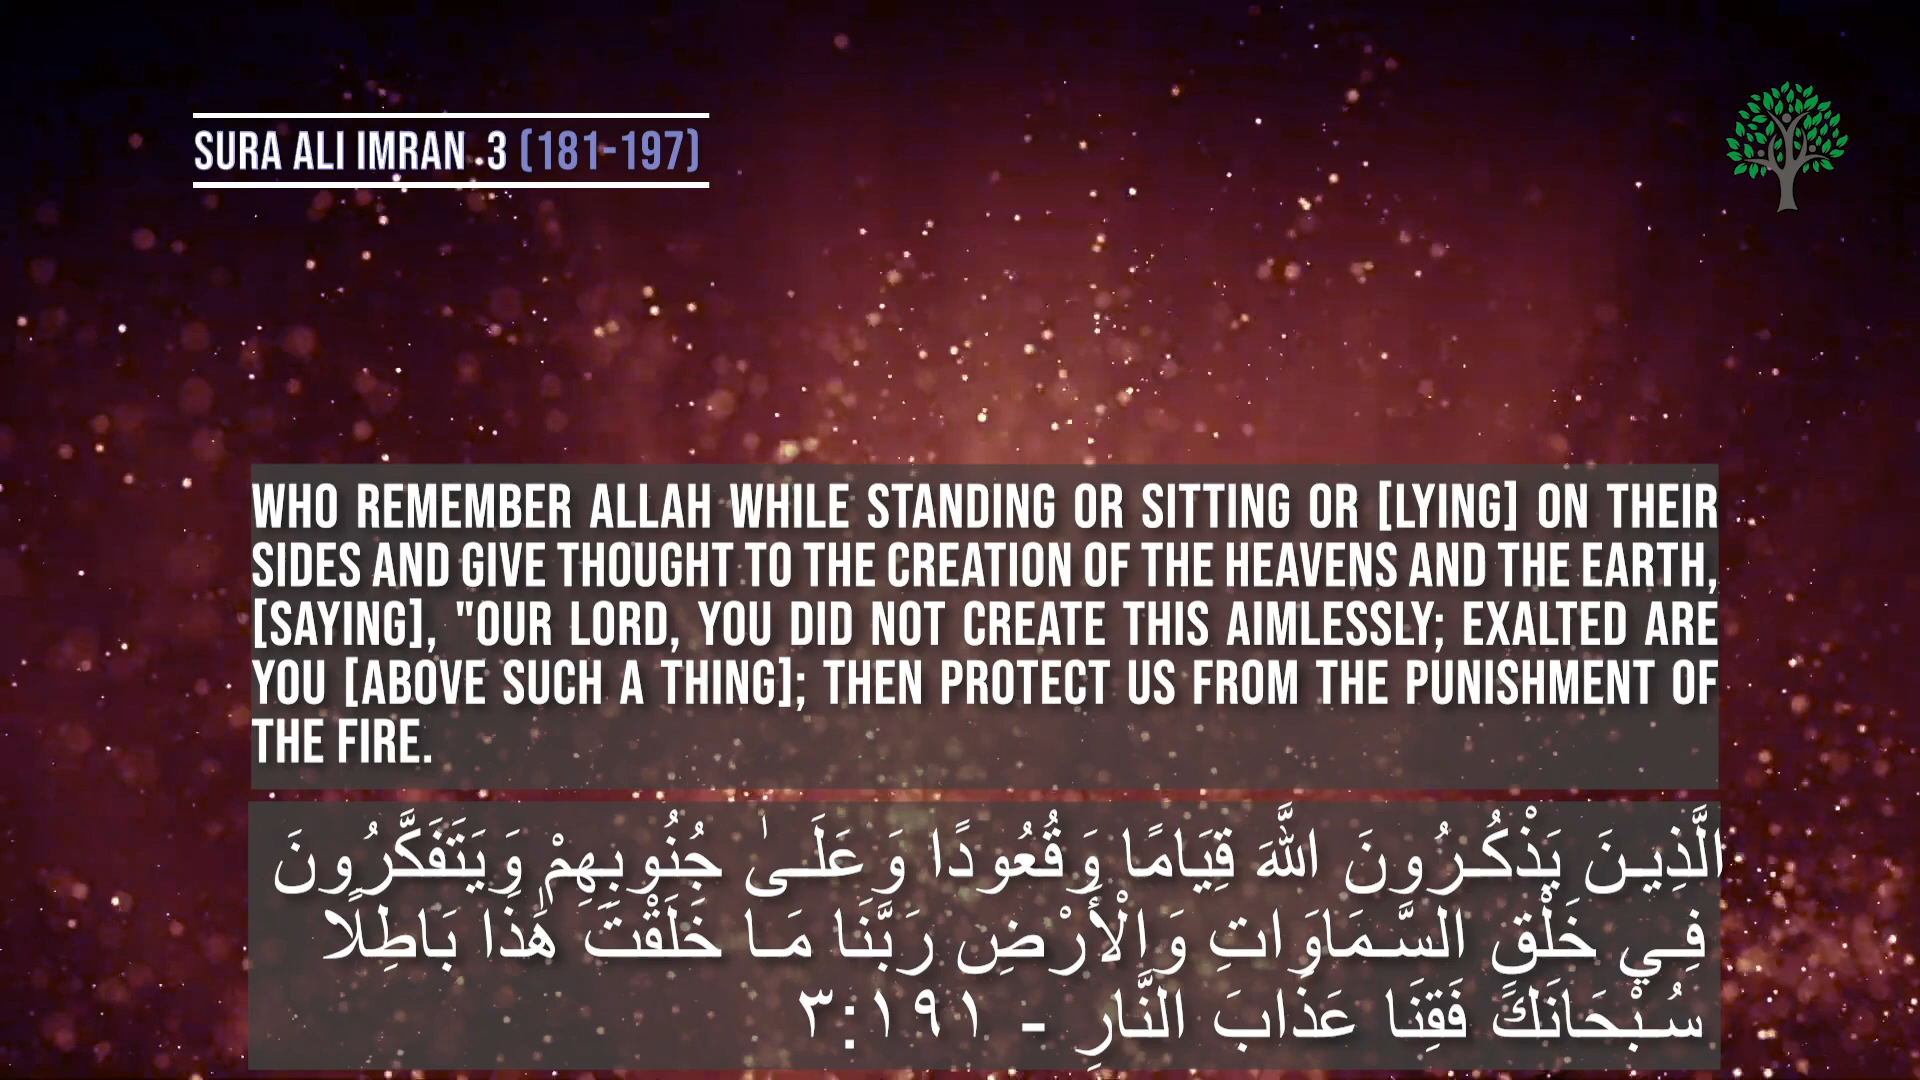 SURA ALI IMRAN .3 (181-197)
WHO REMEMBER ALLAH WHILE STANDING OR SITTING OR [LYING] ON THEIR
SIDES AND GIVE THOUGHT TO THE CREATION OF THE HEAVENS AND THE EARTH,
[SAYING], "OUR LORD, YOU DID NOT CREATE THIS AIMLESSLY; EXALTED ARE
YOU [ABOVE SUCH A THING]; THEN PROTECT US FROM THE PUNISHMENT OF
THE FIRE.
الَّذِينَ يَذْكُرُونَ اللَّهَ قِيَامًا وَقُعُودًا وَعَلَىٰ جُنُوبِهِمْ وَيَتَفَكَّرُونَ
فِي خَلْقِ السَّمَاوَاتِ وَالْأَرْضِ رَبَّنَا مَا خَلَقْتَ هَٰذَا بَاطِلًا
سُبْحَانَكَ فَقِنَا عَذَابَ النَّارِ - ٣:١٩١